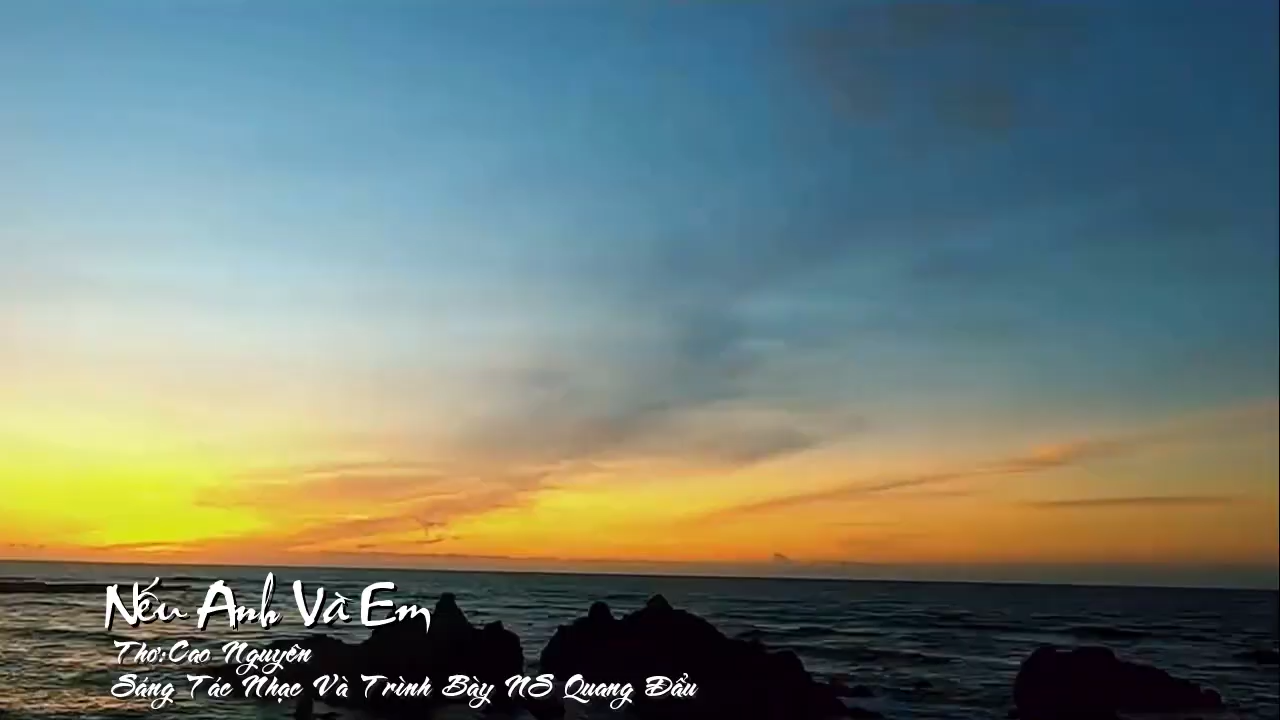 Nếu Anh Và Em
Thơ:Cao Nguyên
Sáng Tác Nhạc Và Trình Bày NS Quang Đẩu